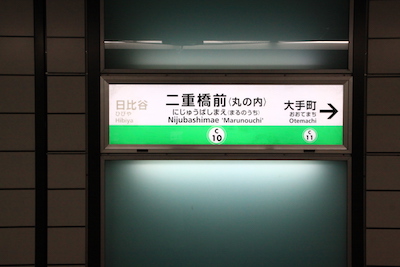 日比谷
ひびや
Hibiya
二重橋前(丸の内)
にじゅうばしまえ(まるのうち)
Nijubashimae 'Marunouchi'
大手町
おおてまち
Otemachi
C
10
C
11